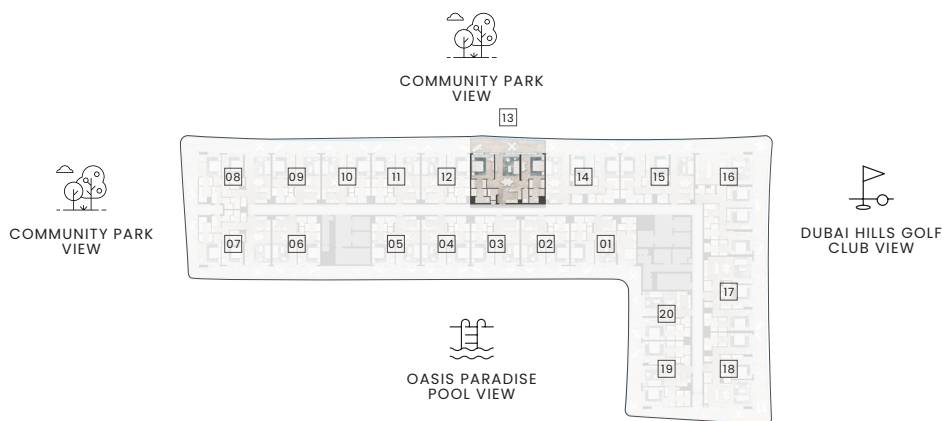 COMMUNITY PARK
VIEW
13
08
09
10
11
12
14
15
16
COMMUNITY PARK
VIEW
DUBAI HILLS GOLF
CLUB VIEW
07
06
05
04
03
02
01
17
20
19
18
OASIS PARADISE
POOL VIEW